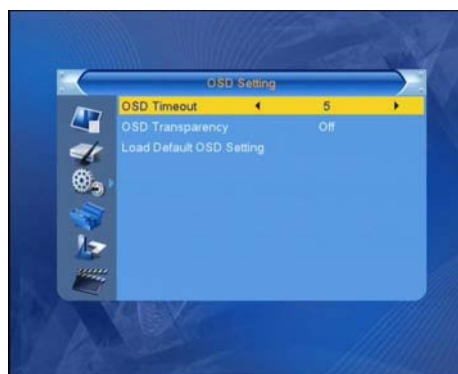 OSD Setting
OSD Timeout 5
OSD Transparency Off
Load Default OSD Setting